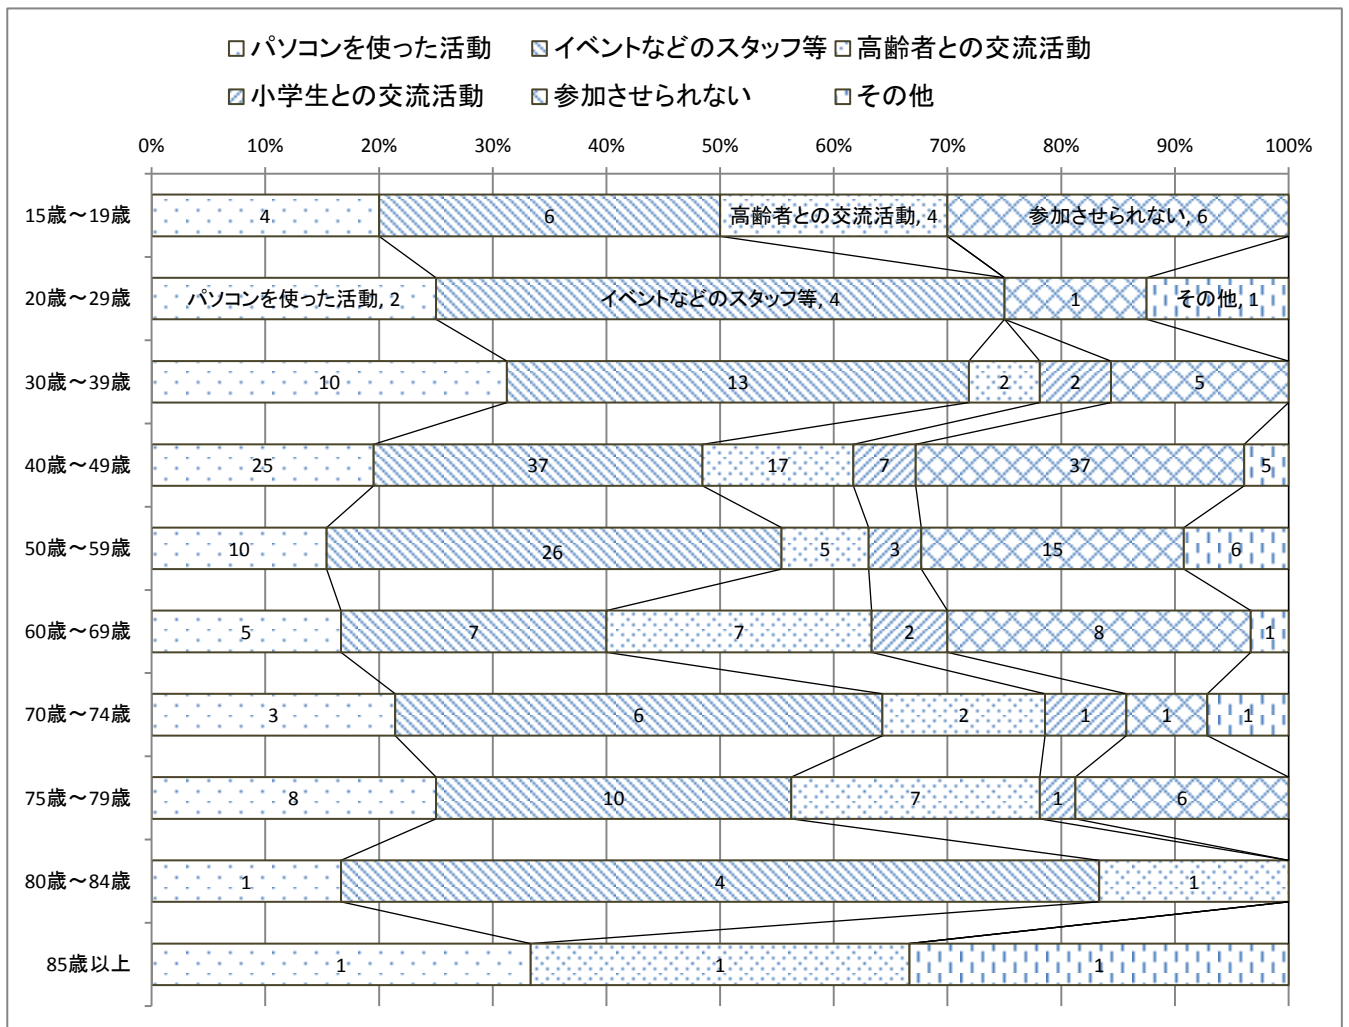 パソコンを使った活動 イベントなどのスタッフ等 高齢者との交流活動
小学生との交流活動 参加させられない その他
0% 10% 20% 30% 40% 50% 60% 70% 80% 90% 100%
15歳～19歳 4 6 高齢者との交流活動, 4 参加させられない, 6
20歳～29歳 パソコンを使った活動, 2 イベントなどのスタッフ等, 4 1 その他, 1
30歳～39歳 10 13 2 2 5
40歳～49歳 25 37 17 7 37 5
50歳～59歳 10 26 5 3 15 6
60歳～69歳 5 7 7 2 8 1
70歳～74歳 3 6 2 1 1 1
75歳～79歳 8 10 7 1 6
80歳～84歳 1 4 1
85歳以上 1 1 1